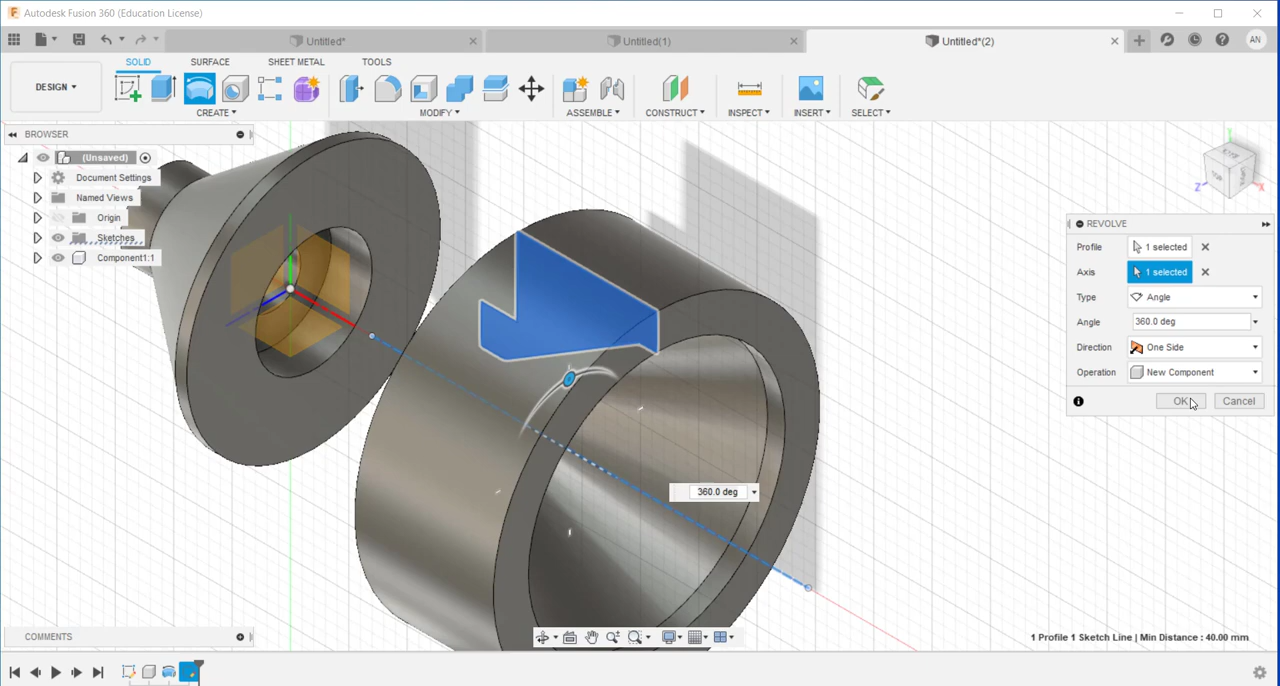 Autodesk Fusion 360 (Education License)
Untitled*
Untitled(1)
Untitled*(2)
AN
DESIGN
SOLID
SURFACE
SHEET METAL
TOOLS
CREATE
MODIFY
ASSEMBLE
CONSTRUCT
INSPECT
INSERT
SELECT
BROWSER
(Unsaved)
Document Settings
Named Views
Origin
Sketches
Component1:1
TOP
Y
Z
X
REVOLVE
Profile 1 selected
Axis 1 selected
Type Angle
Angle 360.0 deg
Direction One Side
Operation New Component
OK Cancel
360.0 deg
COMMENTS
1 Profile 1 Sketch Line | Min Distance : 40.00 mm